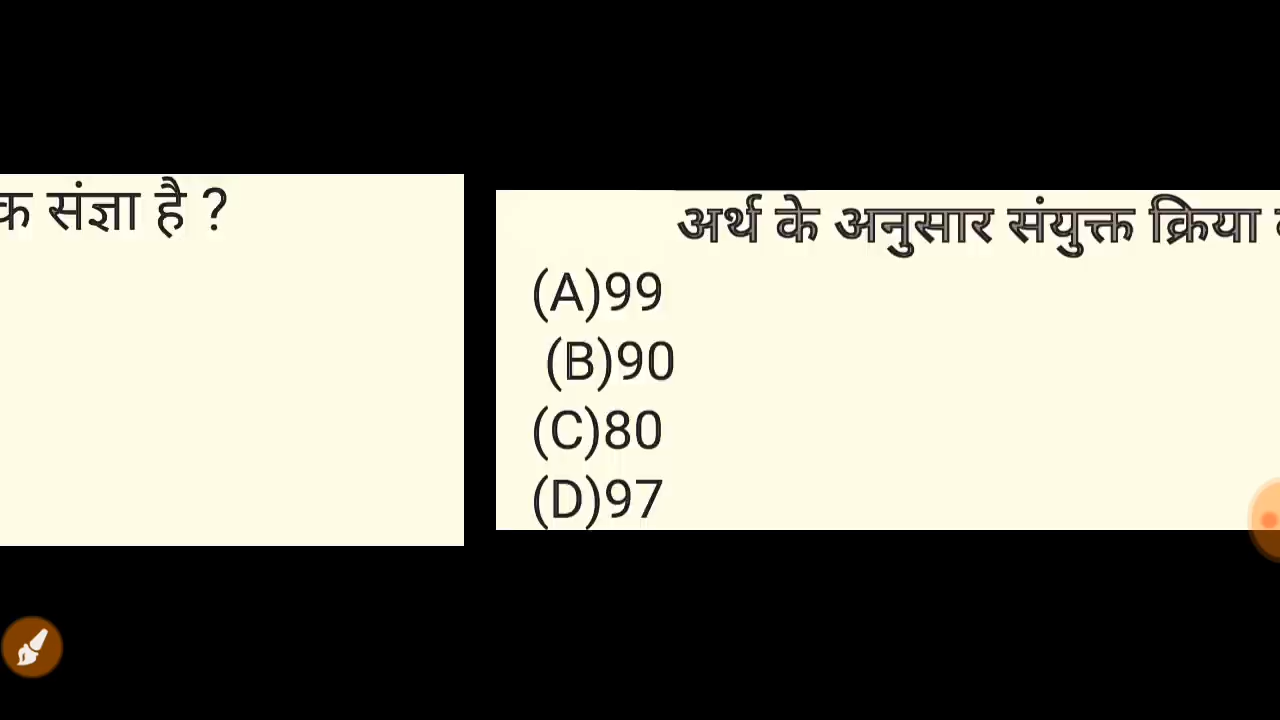 संज्ञा है ?
अर्थ के अनुसार संयुक्त क्रिया
(A)99
(B)90
(C)80
(D)97